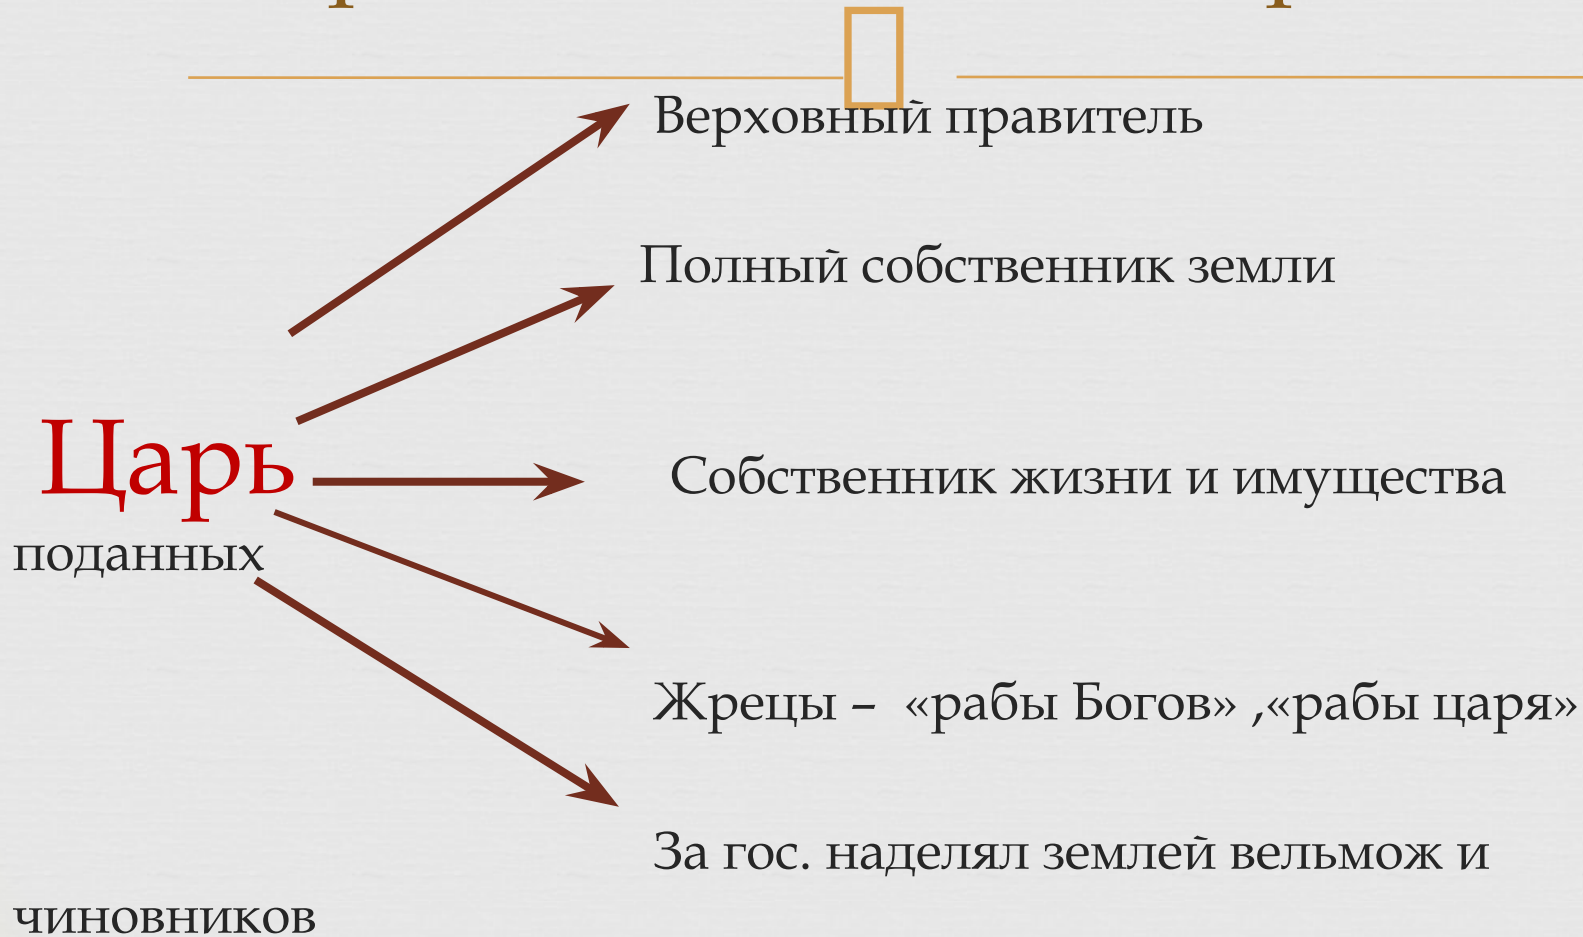 Верховный правитель
Полный собственник земли
Царь Собственник жизни и имущества
поданных
Жрецы – «рабы Богов» ,«рабы царя»
За гос. наделял землей вельмож и
чиновников